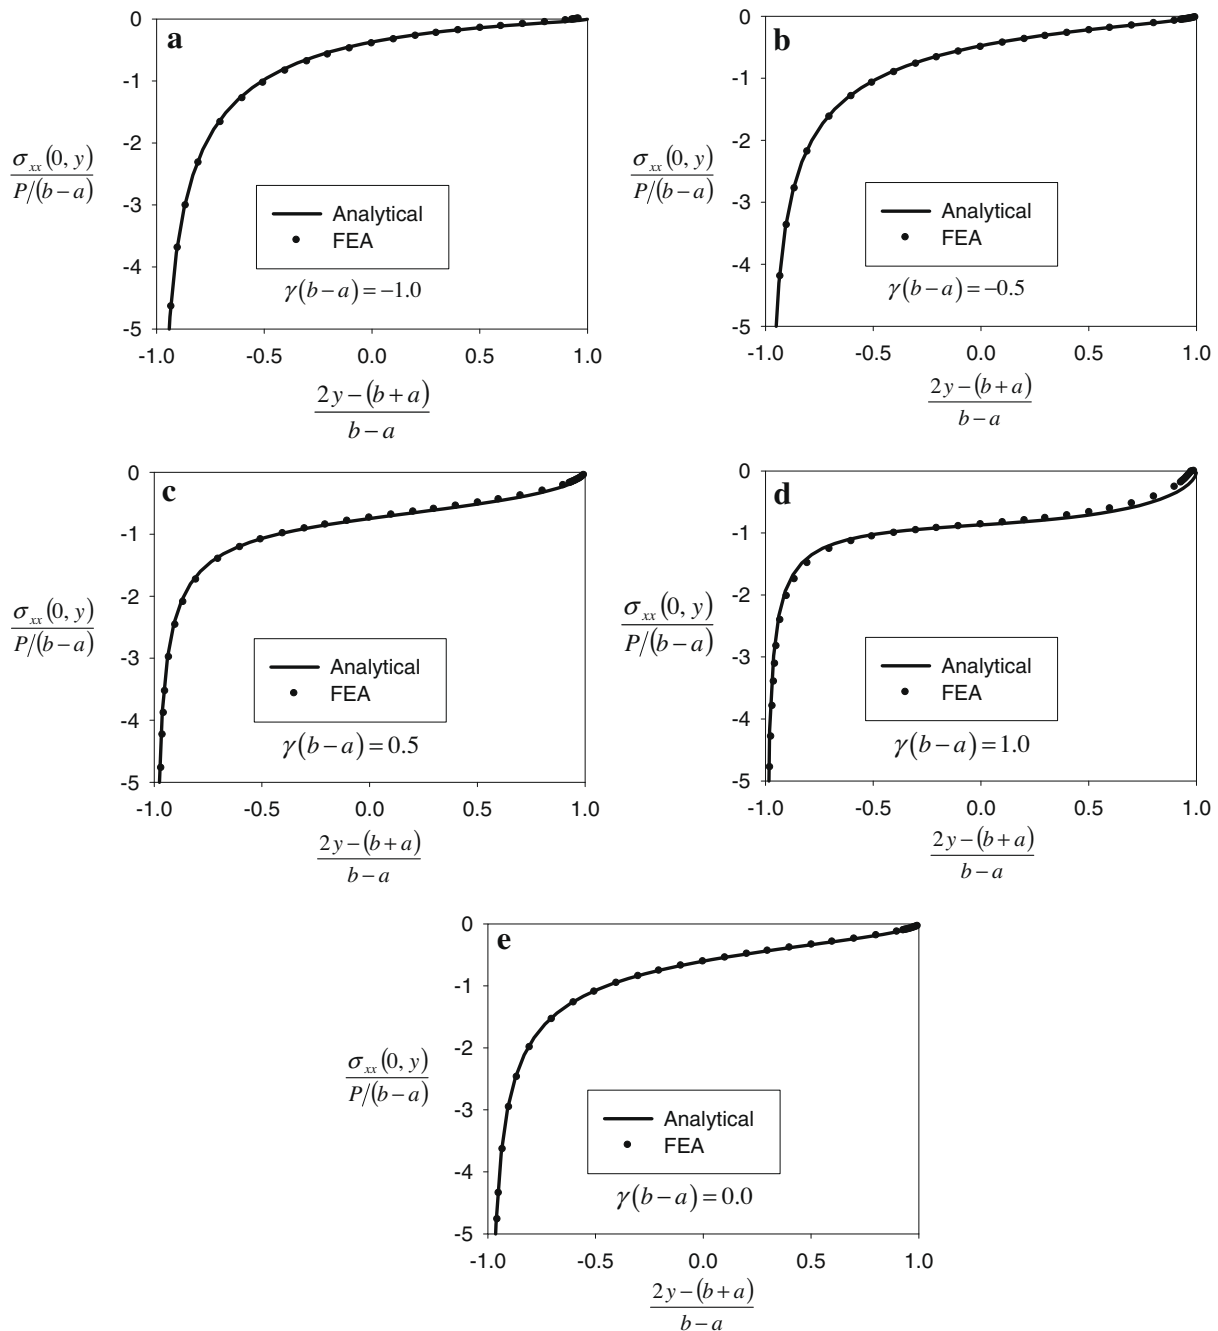 a
0
-1
-2
-3
-4
-5
σxx(0, y)
P/(b−a)
Analytical
FEA
γ(b−a)=−1.0
-1.0 -0.5 0.0 0.5 1.0
2y−(b+a)
b−a
b
0
-1
-2
-3
-4
-5
σxx(0, y)
P/(b−a)
Analytical
FEA
γ(b−a)=−0.5
-1.0 -0.5 0.0 0.5 1.0
2y−(b+a)
b−a
c
0
-1
-2
-3
-4
-5
σxx(0, y)
P/(b−a)
Analytical
FEA
γ(b−a)=0.5
-1.0 -0.5 0.0 0.5 1.0
2y−(b+a)
b−a
d
0
-1
-2
-3
-4
-5
σxx(0, y)
P/(b−a)
Analytical
FEA
γ(b−a)=1.0
-1.0 -0.5 0.0 0.5 1.0
2y−(b+a)
b−a
e
0
-1
-2
-3
-4
-5
σxx(0, y)
P/(b−a)
Analytical
FEA
γ(b−a)=0.0
-1.0 -0.5 0.0 0.5 1.0
2y−(b+a)
b−a